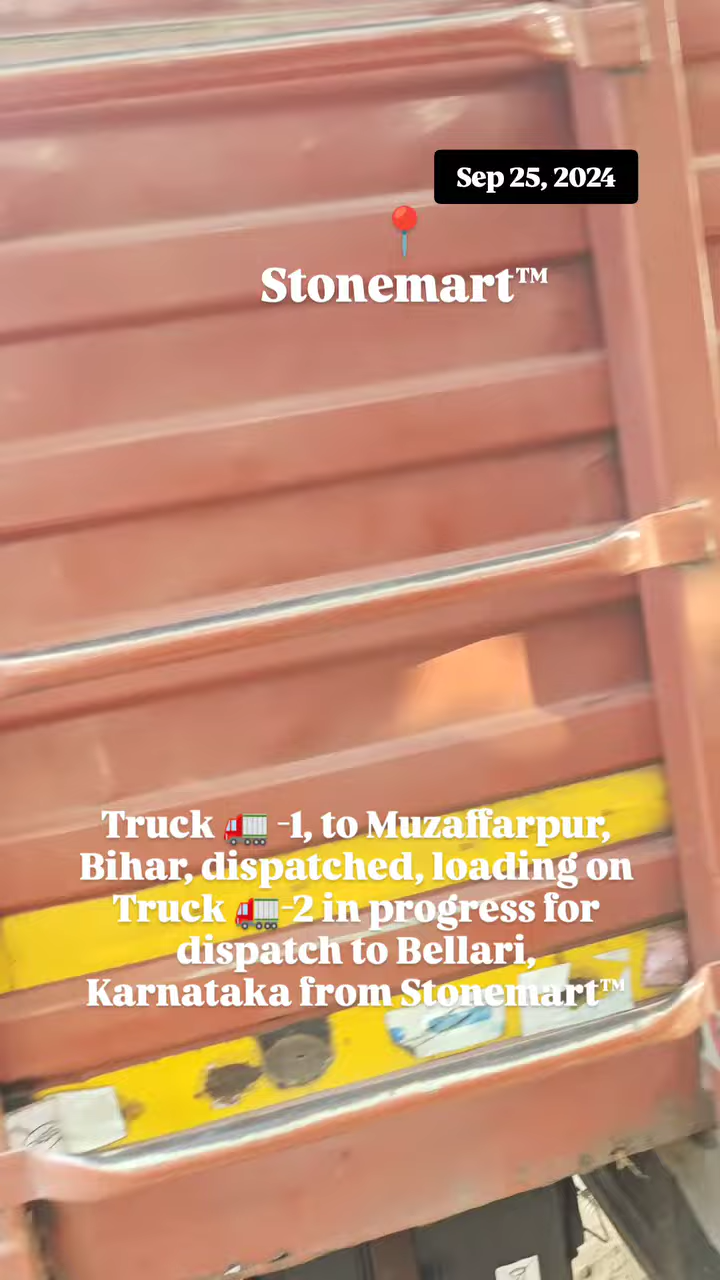 Sep 25, 2024
📍
Stonemart™
Truck 🚛 -1, to Muzaffarpur,
Bihar, dispatched, loading on
Truck 🚛-2 in progress for
dispatch to Bellari,
Karnataka from Stonemart™